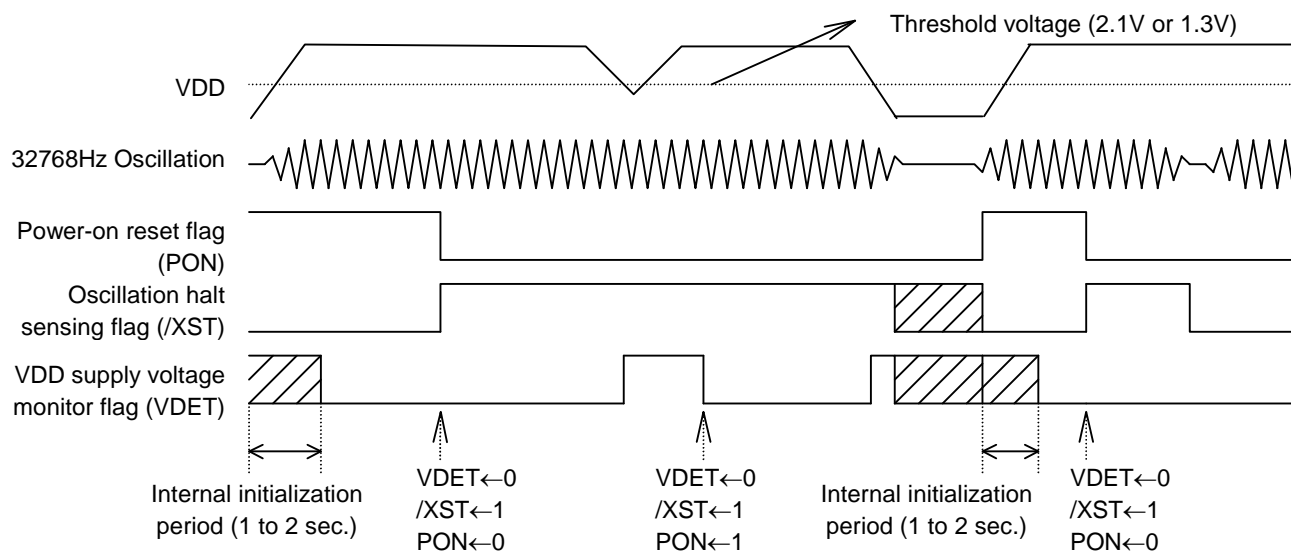 Threshold voltage (2.1V or 1.3V)
VDD
32768Hz Oscillation
Power-on reset flag
(PON)
Oscillation halt
sensing flag (/XST)
VDD supply voltage
monitor flag (VDET)
Internal initialization
period (1 to 2 sec.)
VDET←0
/XST←1
PON←0
VDET←0
/XST←1
PON←1
Internal initialization
period (1 to 2 sec.)
VDET←0
/XST←1
PON←0